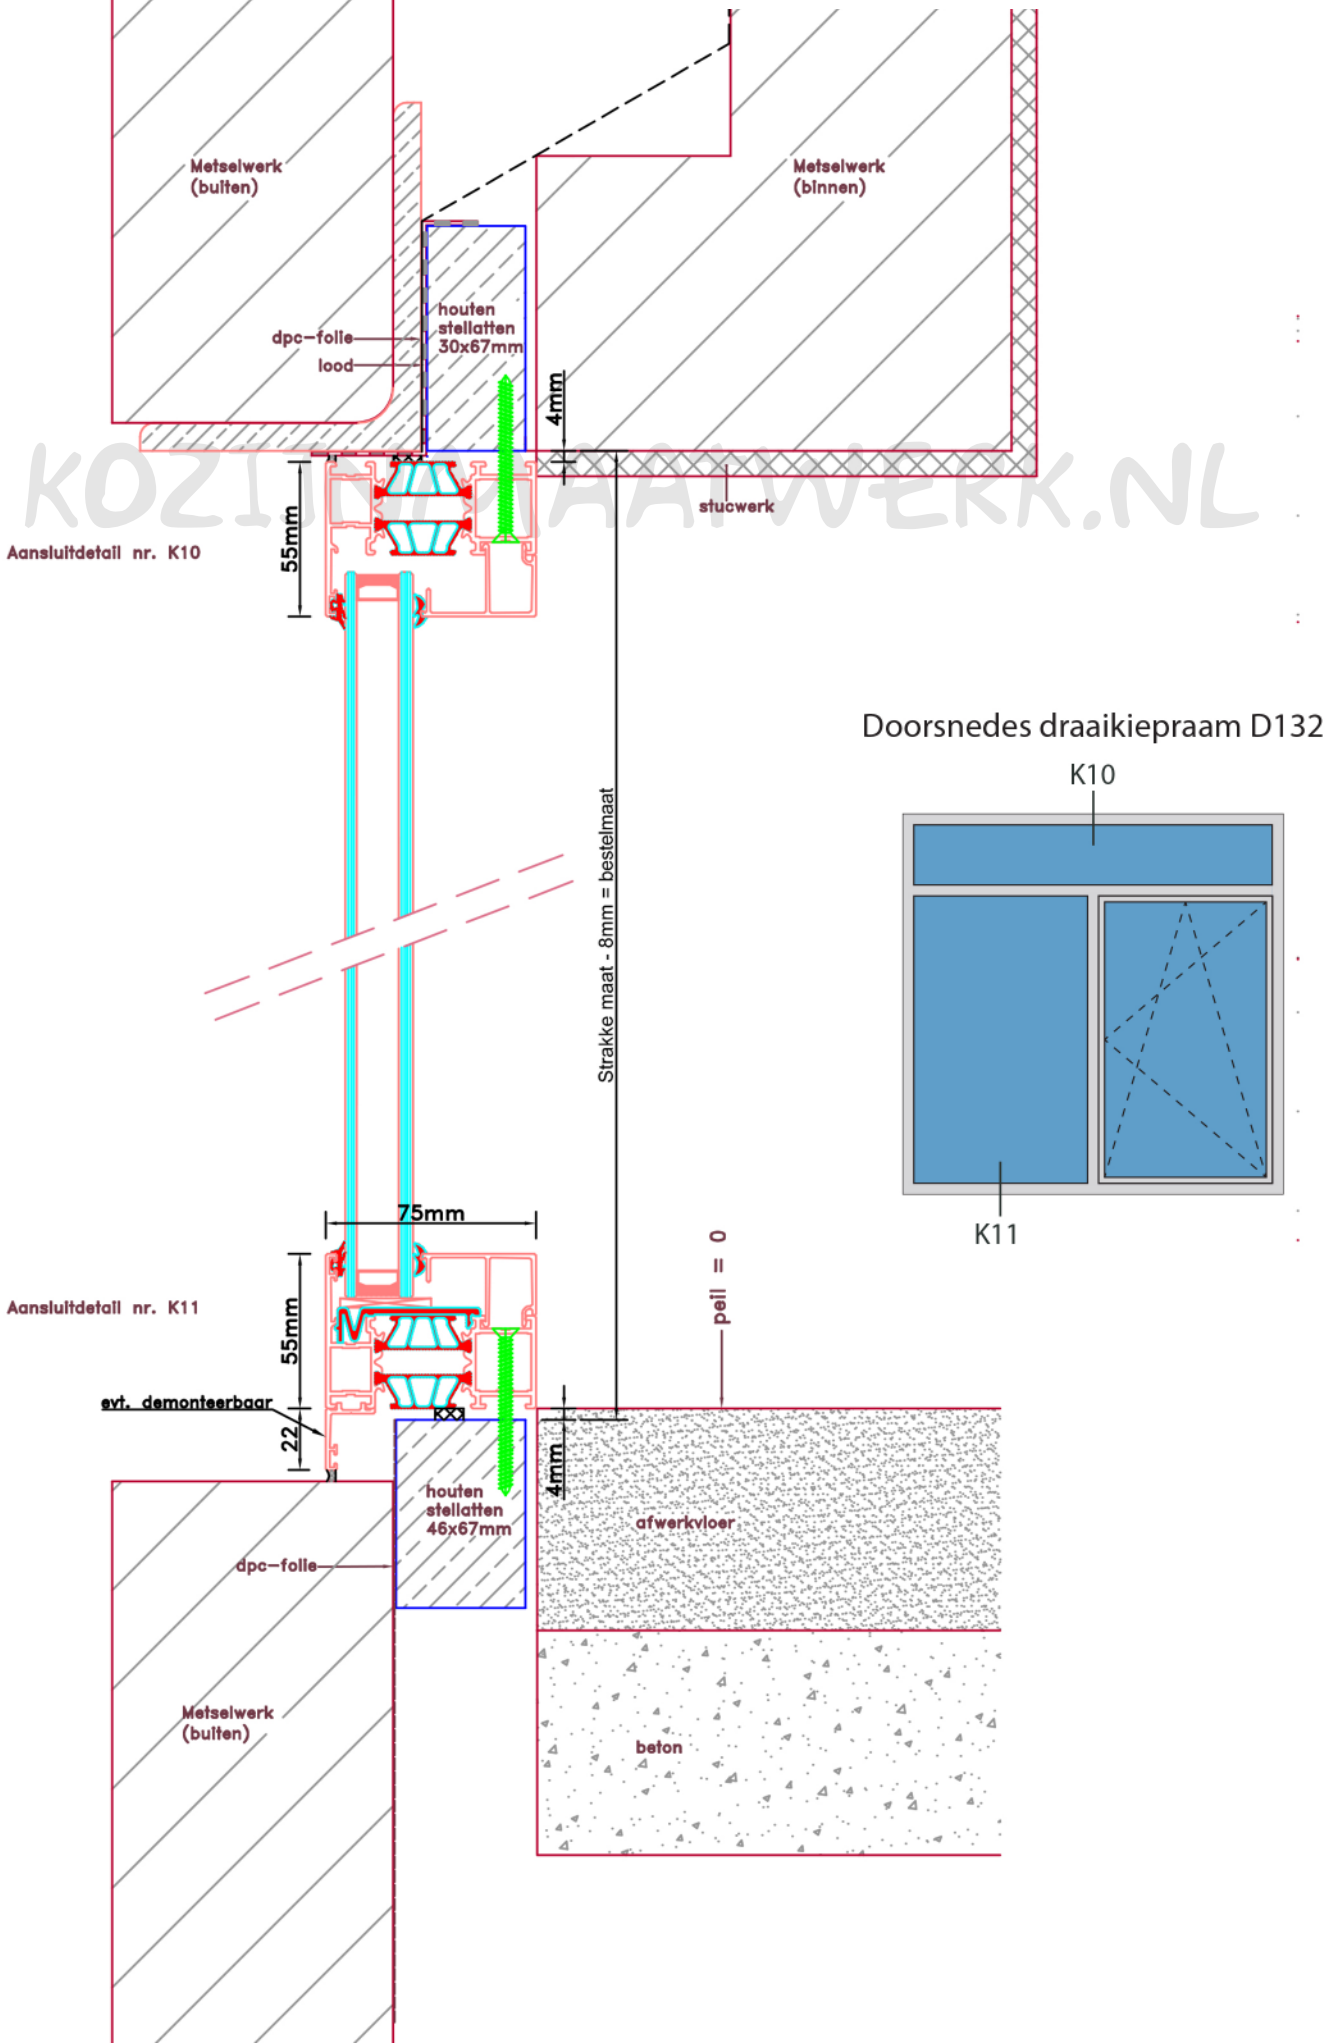 Metselwerk
(buiten)
Metselwerk
(binnen)
houten
stellatten
30x67mm
dpc-folie
lood
4mm
KOZIJNMAATWERK.NL
stucwerk
55mm
Aansluitdetail nr. K10
Doorsnedes draaikiepraam D132
K10
Strakke maat - 8mm = bestelmaat
75mm
K11
peil = 0
Aansluitdetail nr. K11
55mm
evt. demonteerbaar
22
4mm
houten
stellatten
46x67mm
afwerkvloer
dpc-folie
Metselwerk
(buiten)
beton